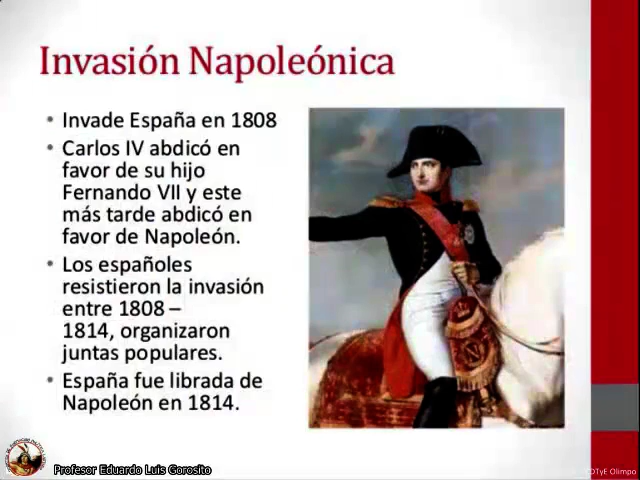 Invasión Napoleónica
• Invade España en 1808
• Carlos IV abdicó en
favor de su hijo
Fernando VII y este
más tarde abdicó en
favor de Napoleón.
• Los españoles
resistieron la invasión
entre 1808 –
1814, organizaron
juntas populares.
• España fue librada de
Napoleón en 1814.
Profesor Eduardo Luis Gorosito
OTyE Olimpo